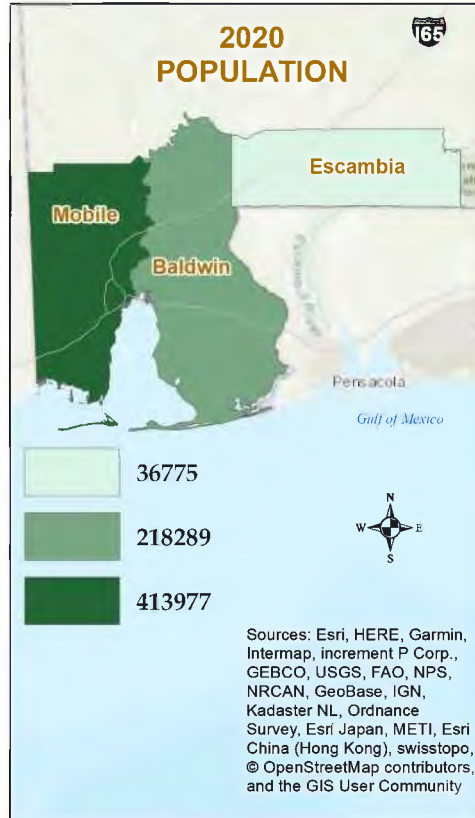 2020
POPULATION
165
Escambia
Mobile
Baldwin
Pensacola
Gulf of Mexico
36775
218289
413977
N
W E
S
Sources: Esri, HERE, Garmin,
Intermap, increment P Corp.,
GEBCO, USGS, FAO, NPS,
NRCAN, GeoBase, IGN,
Kadaster NL, Ordnance
Survey, Esri Japan, METI, Esri
China (Hong Kong), swisstopo,
© OpenStreetMap contributors,
and the GIS User Community